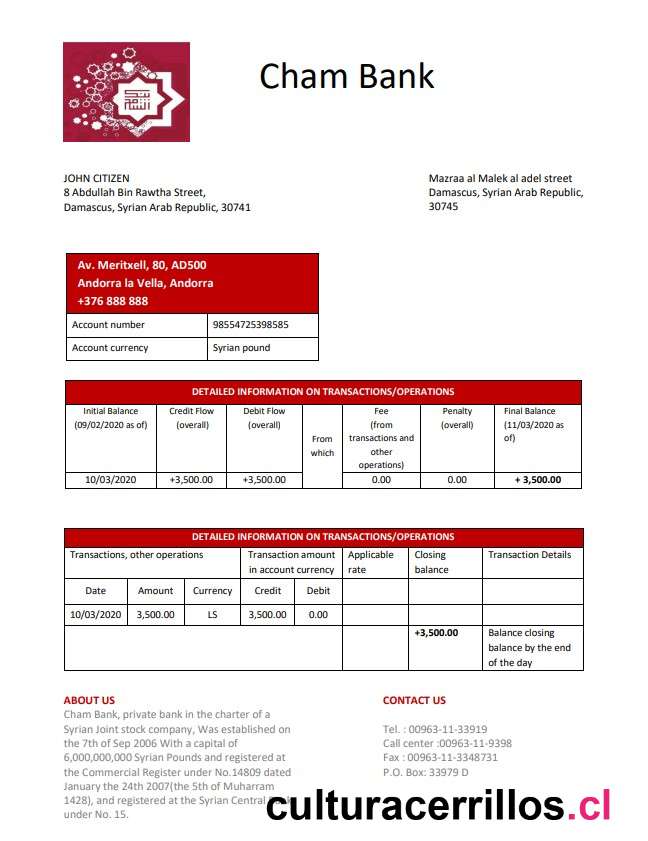 Cham Bank
JOHN CITIZEN
8 Abdullah Bin Rawtha Street,
Damascus, Syrian Arab Republic, 30741
Mazraa al Malek al adel street
Damascus, Syrian Arab Republic,
30745
Av. Meritxell, 80, AD500
Andorra la Vella, Andorra
+376 888 888
Account number 98554725398585
Account currency Syrian pound
DETAILED INFORMATION ON TRANSACTIONS/OPERATIONS
Initial Balance
(09/02/2020 as of)
Credit Flow
(overall)
Debit Flow
(overall)
From
which
Fee
(from
transactions and
other
operations)
Penalty
(overall)
Final Balance
(11/03/2020 as
of)
10/03/2020 +3,500.00 +3,500.00 0.00 0.00 + 3,500.00
DETAILED INFORMATION ON TRANSACTIONS/OPERATIONS
Transactions, other operations
Transaction amount
in account currency
Applicable
rate
Closing
balance
Transaction Details
Date Amount Currency Credit Debit
10/03/2020 3,500.00 LS 3,500.00 0.00
+3,500.00
Balance closing
balance by the end
of the day
ABOUT US
Cham Bank, private bank in the charter of a
Syrian Joint stock company, Was established on
the 7th of Sep 2006 With a capital of
6,000,000,000 Syrian Pounds and registered at
the Commercial Register under No.14809 dated
January the 24th 2007(the 5th of Muharram
1428), and registered at the Syrian Central
under No. 15.
CONTACT US
Tel. : 00963-11-33919
Call center :00963-11-9398
Fax : 00963-11-3348731
P.O. Box: 33979 D
culturacerrillos.cl